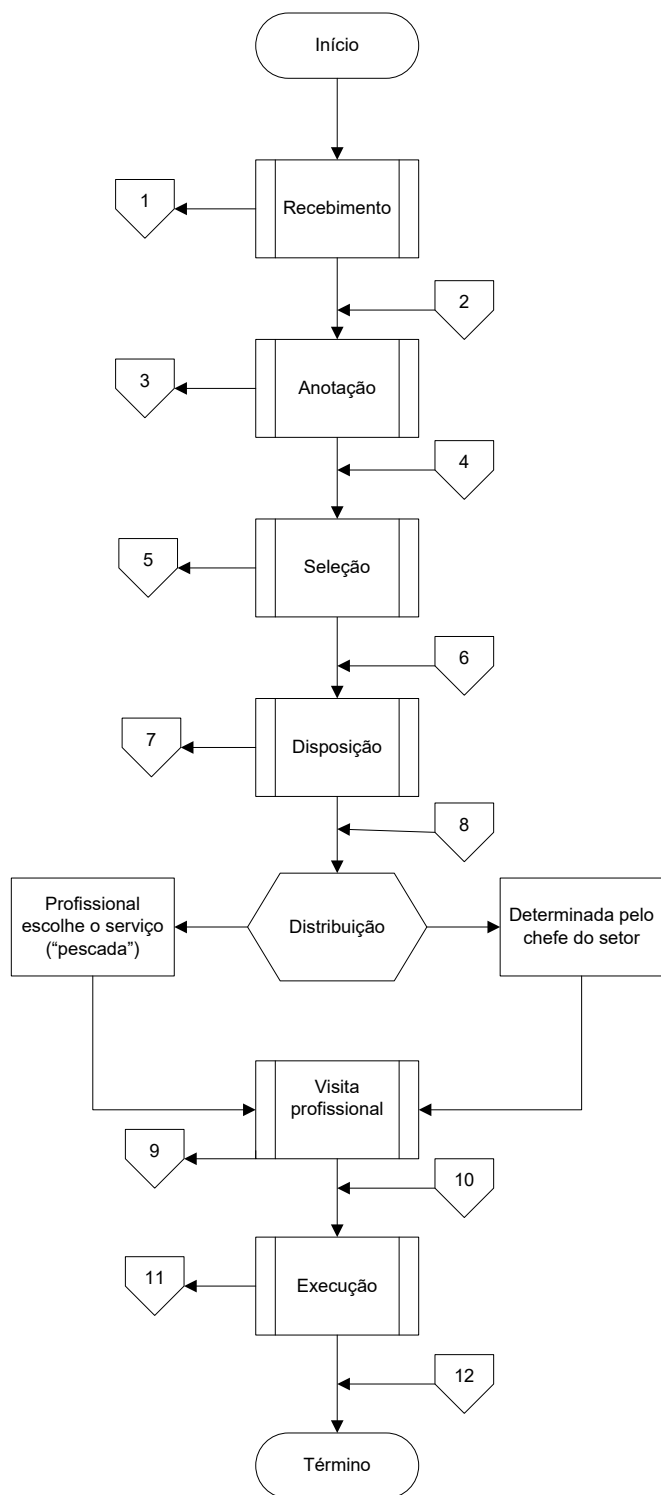 Início
Recebimento
1
2
Anotação
3
4
Seleção
5
6
Disposição
7
8
Profissional
escolhe o serviço
(“pescada”)
Distribuição
Determinada pelo
chefe do setor
Visita
profissional
9
10
Execução
11
12
Término